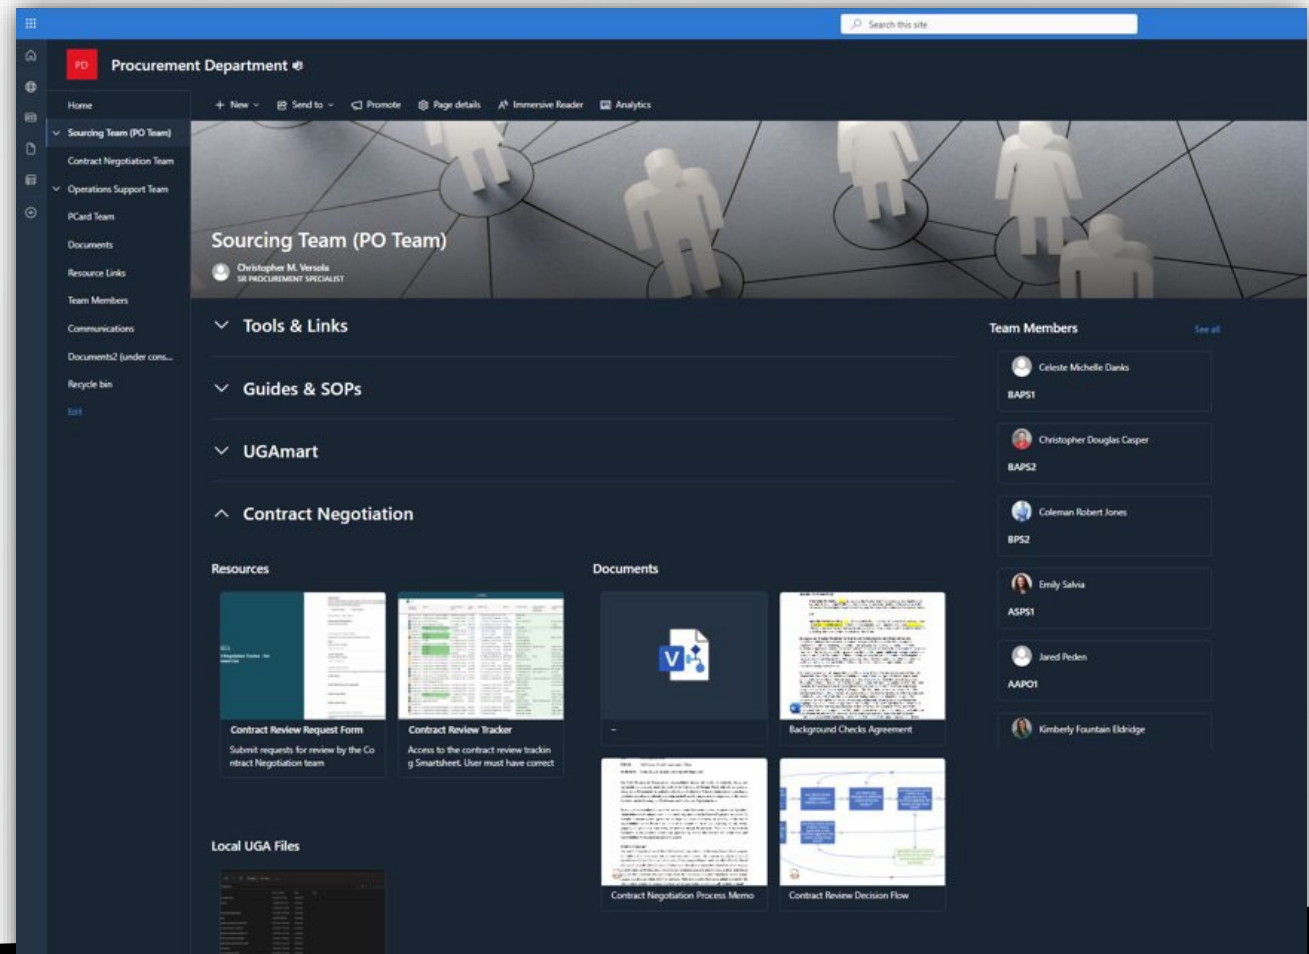 Search this site
PD
Procurement Department
Home
Sourcing Team (PO Team)
Contract Negotiation Team
Operations Support Team
PCard Team
Documents
Resource Links
Team Members
Communications
Documents2 (under cons...
Recycle bin
Edit
+ New
Send to
Promote
Page details
Immersive Reader
Analytics
Sourcing Team (PO Team)
Christopher M. Versola
SR PROCUREMENT SPECIALIST
Tools & Links
Guides & SOPs
UGAmart
Contract Negotiation
Resources
Contract Review Request Form
Submit requests for review by the Co
ntract Negotiation team
Contract Review Tracker
Access to the contract review trackin
g Smartsheet. User must have correct
Local UGA Files
Documents
V
–
Background Checks Agreement
Contract Negotiation Process Memo
Contract Review Decision Flow
Team Members
See all
Celeste Michelle Danks
BAPS1
Christopher Douglas Casper
BAPS2
Coleman Robert Jones
BPS2
Emily Salvia
ASPS1
Jared Peden
AAPO1
Kimberly Fountain Eldridge